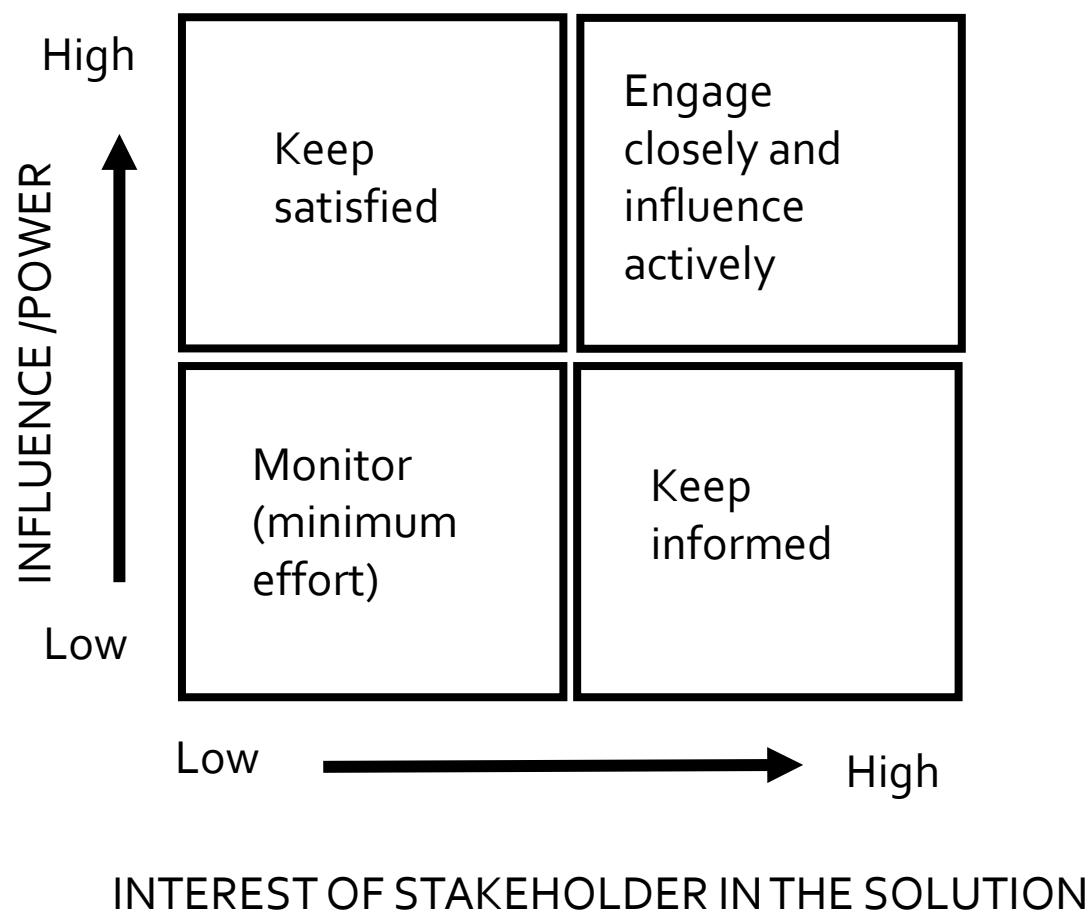 High
Keep
satisfied
Engage
closely and
influence
actively
INFLUENCE /POWER
Monitor
(minimum
effort)
Keep
informed
Low
Low
High
INTEREST OF STAKEHOLDER IN THE SOLUTION